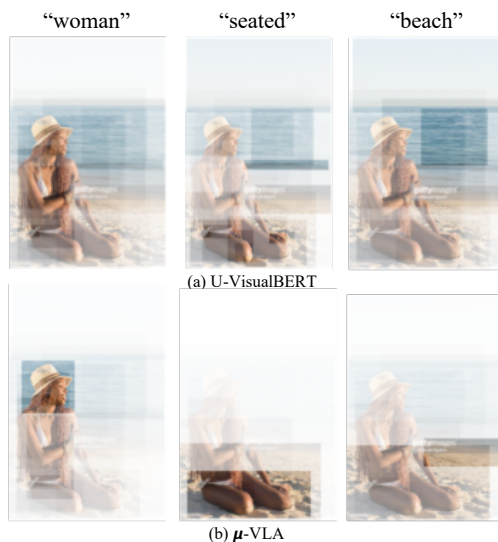 “woman” “seated” “beach”
(a) U-VisualBERT
(b) μ-VLA